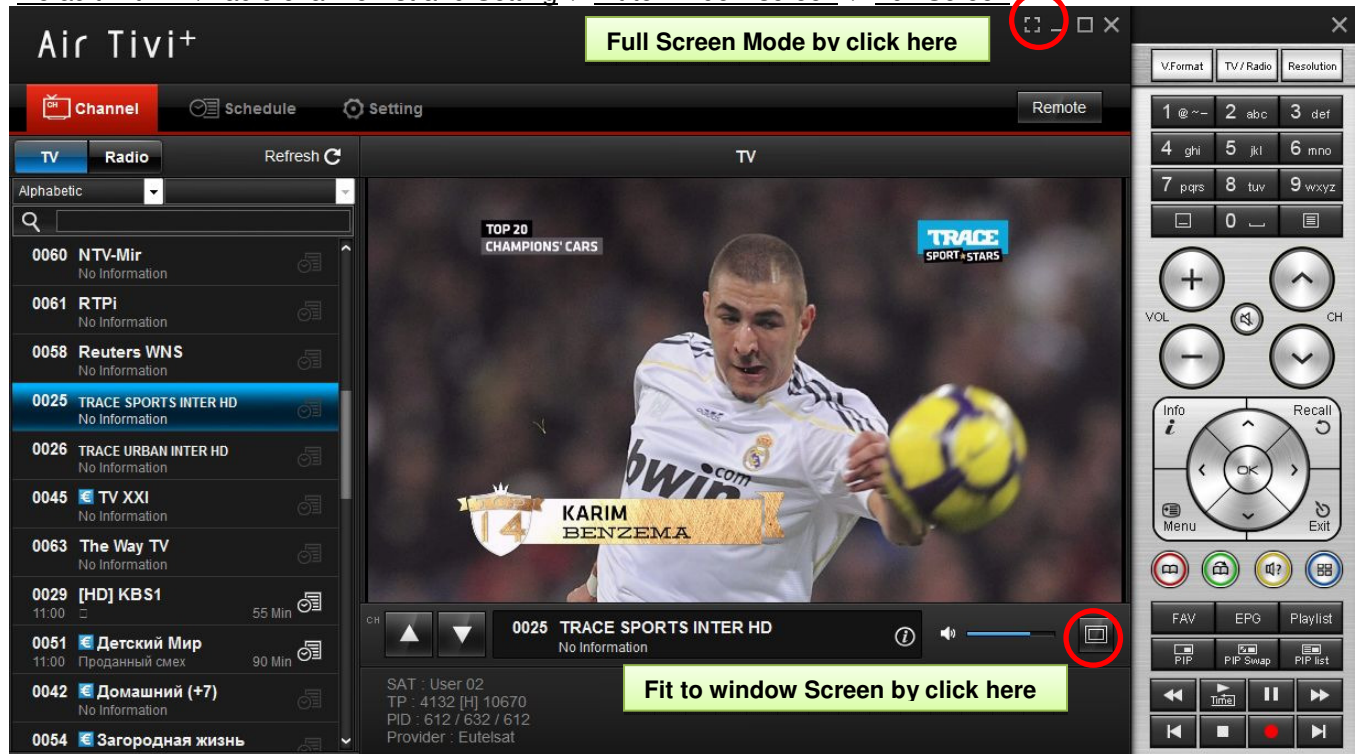 Air Tivi+
Full Screen Mode by click here
Channel
Schedule
Setting
Remote
TV
Radio
Refresh
TV
Alphabetic
0060 NTV-Mir
No Information
0061 RTPi
No Information
0058 Reuters WNS
No Information
0025 TRACE SPORTS INTER HD
No Information
0026 TRACE URBAN INTER HD
No Information
0045 € TV XXI
No Information
0063 The Way TV
No Information
0029 [HD] KBS1
11:00 55 Min
0051 € Детский Мир
11:00 Проданный смех 90 Min
0042 € Домашний (+7)
No Information
0054 € Загородная жизнь
TOP 20
CHAMPIONS' CARS
TRACE
SPORT★STARS
bwin.com
14
KARIM
BENZEMA
CH
0025 TRACE SPORTS INTER HD
No Information
Fit to window Screen by click here
SAT : User 02
TP : 4132 [H] 10670
PID : 612 / 632 / 612
Provider : Eutelsat
V.Format TV / Radio Resolution
1 @ ~– 2 abc 3 def
4 ghi 5 jkl 6 mno
7 pqrs 8 tuv 9 wxyz
0
VOL
CH
Info
i
Recall
OK
Menu
Exit
FAV EPG Playlist
PIP PIP Swap PIP list
Time